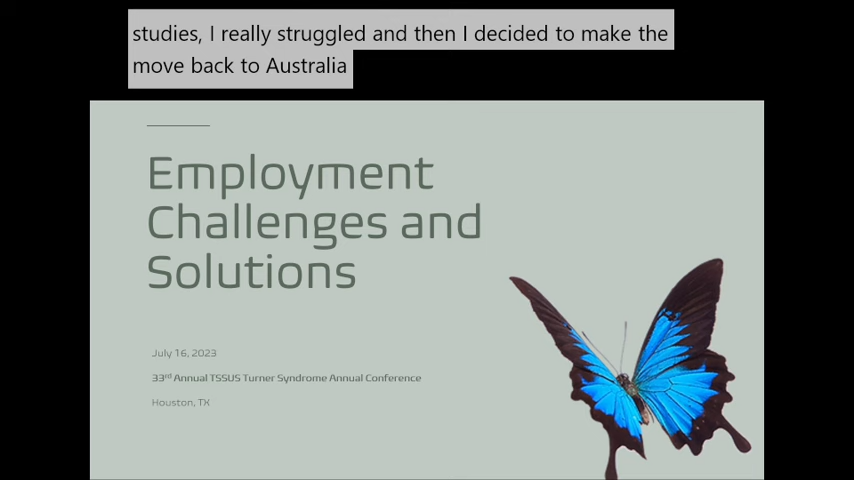 studies, I really struggled and then I decided to make the
move back to Australia
Employment
Challenges and
Solutions
July 16, 2023
33rd Annual TSSUS Turner Syndrome Annual Conference
Houston, TX